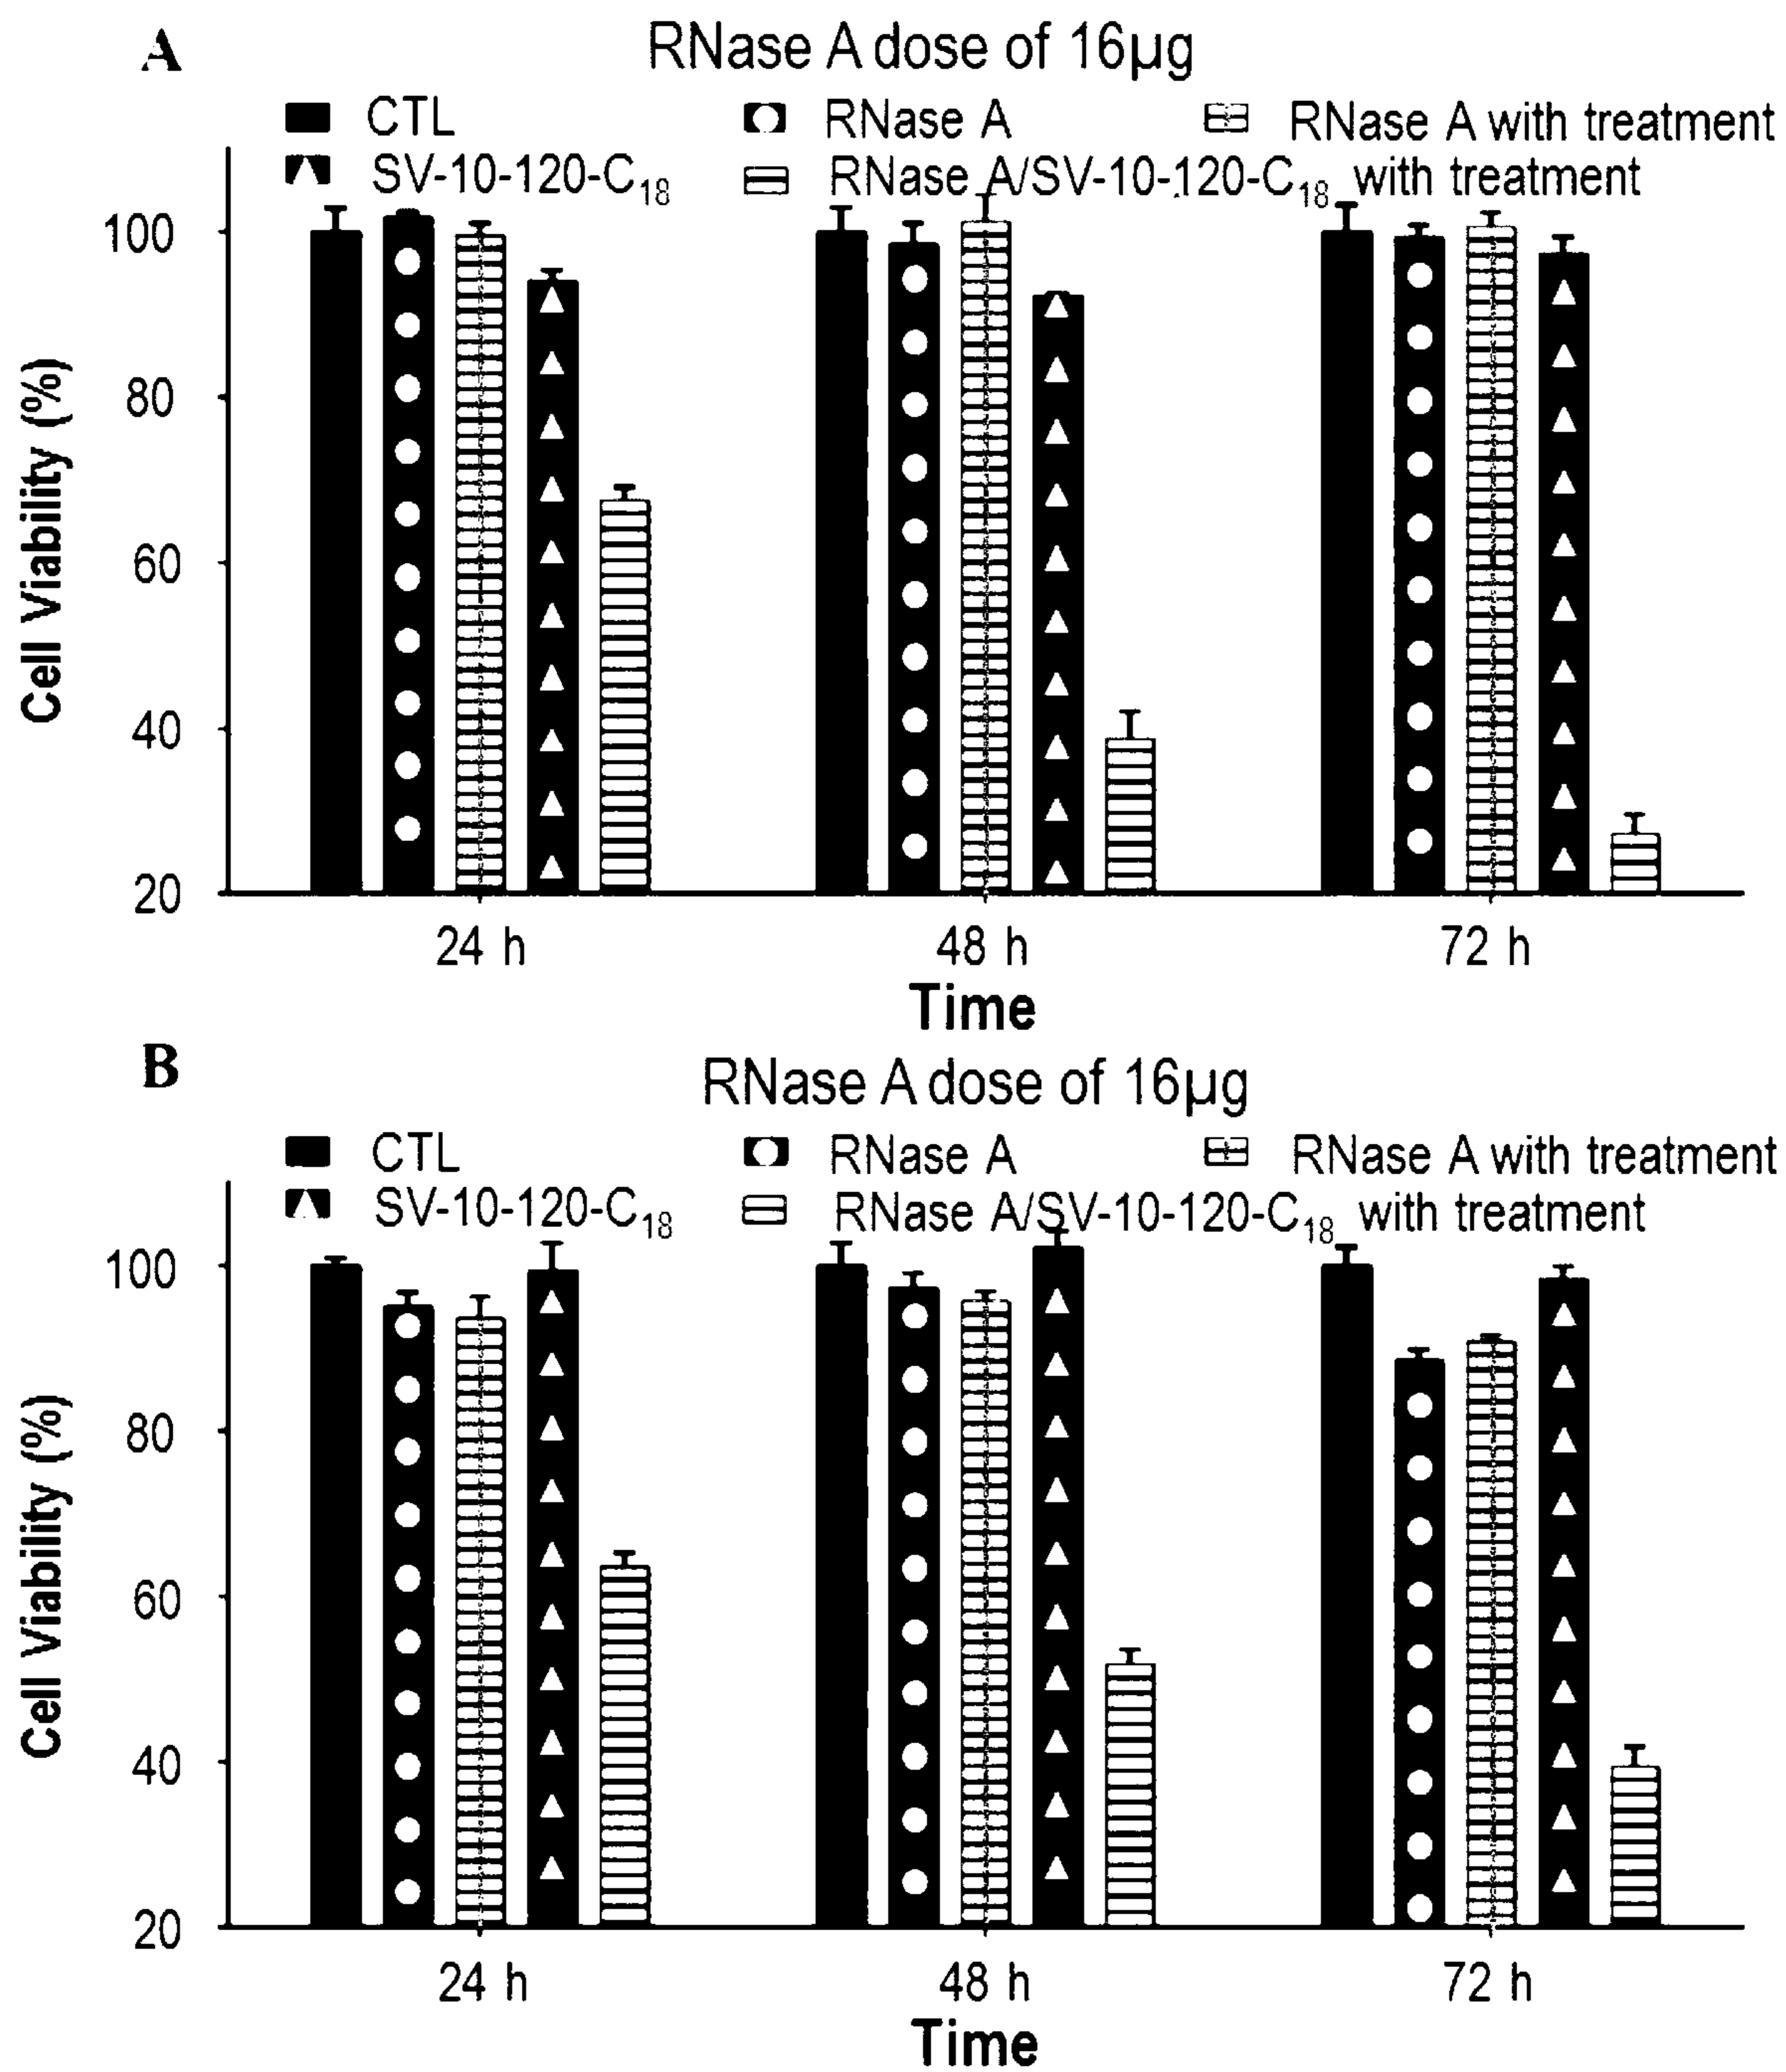 A
RNase A dose of 16µg
CTL RNase A RNase A with treatment
SV-10-120-C18 RNase A/SV-10-120-C18 with treatment
100
80
60
40
20
Cell Viability (%)
24 h 48 h 72 h
Time
B
RNase A dose of 16µg
CTL RNase A RNase A with treatment
SV-10-120-C18 RNase A/SV-10-120-C18 with treatment
100
80
60
40
20
Cell Viability (%)
24 h 48 h 72 h
Time